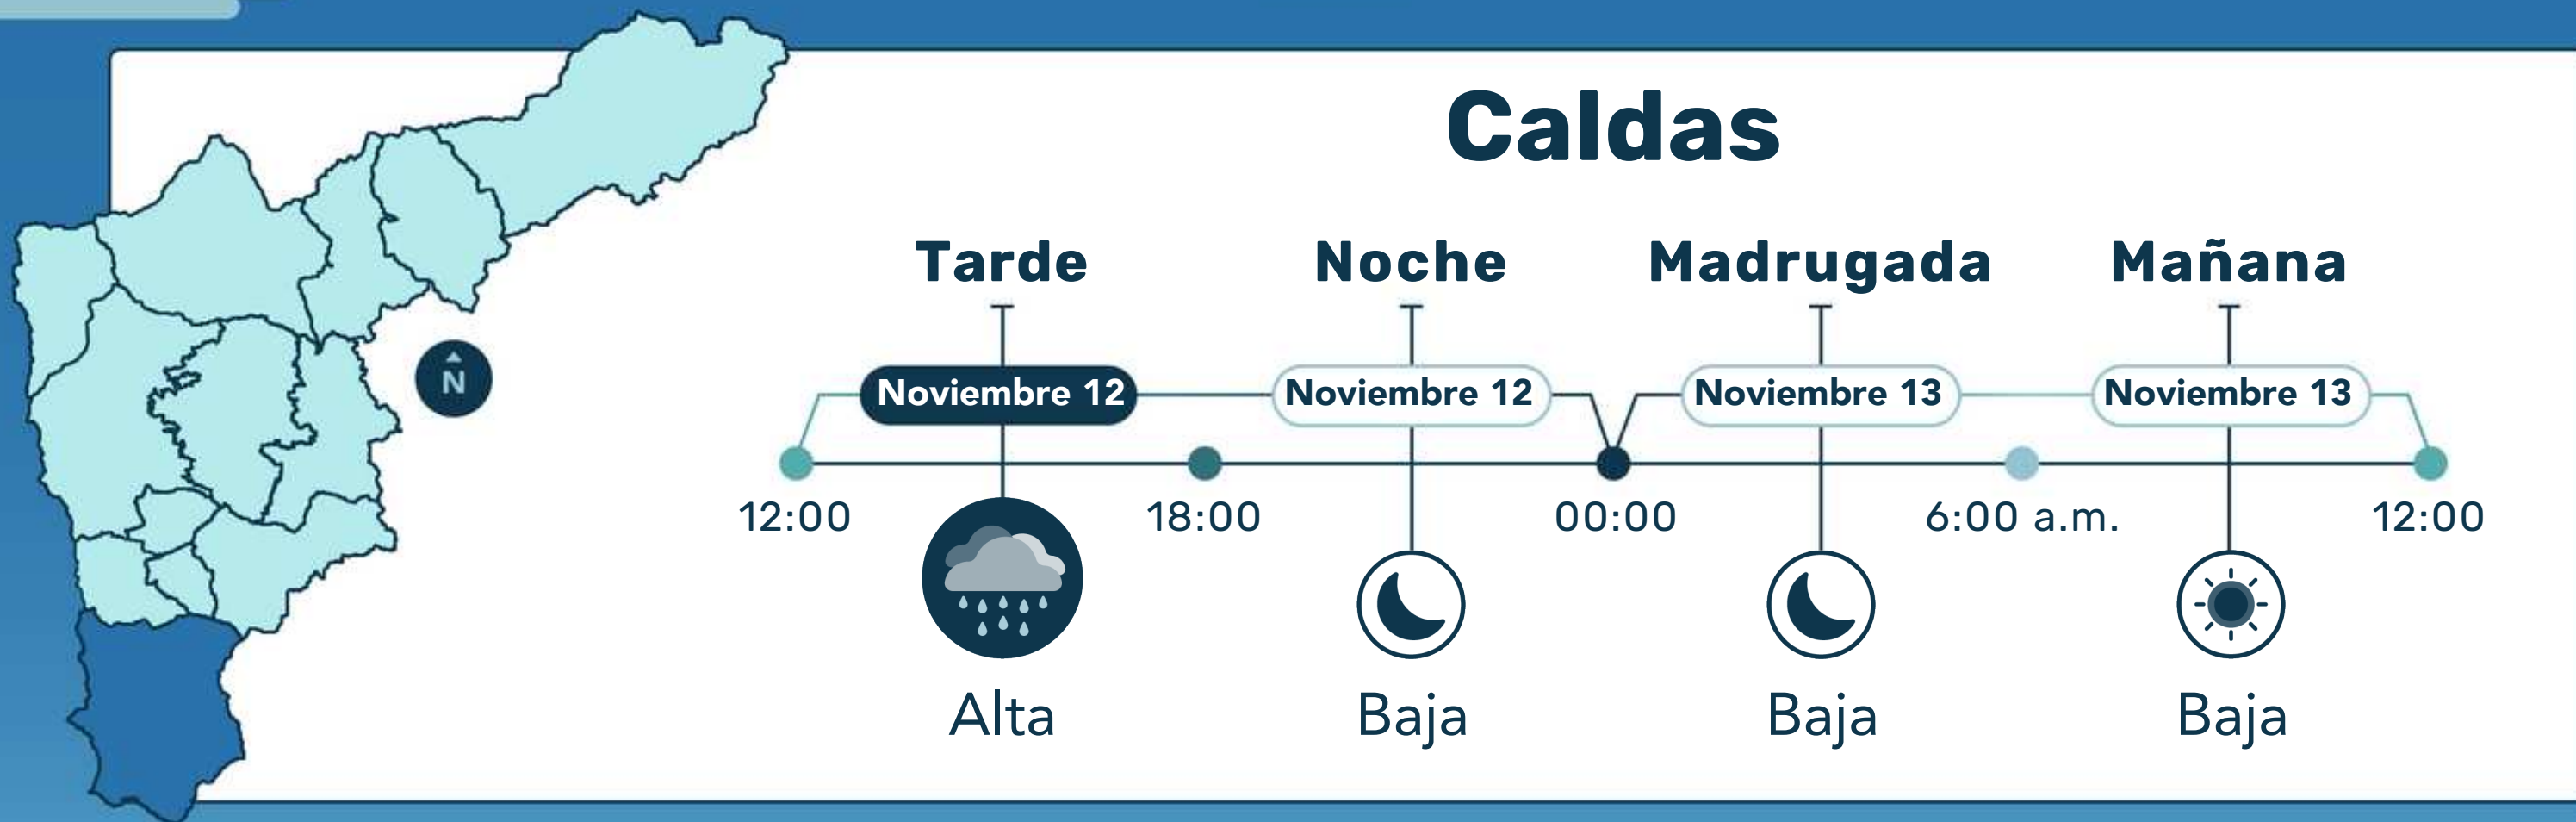 Caldas
Tarde Noche Madrugada Mañana
Noviembre 12 Noviembre 12 Noviembre 13 Noviembre 13
N
12:00 18:00 00:00 6:00 a.m. 12:00
Alta Baja Baja Baja